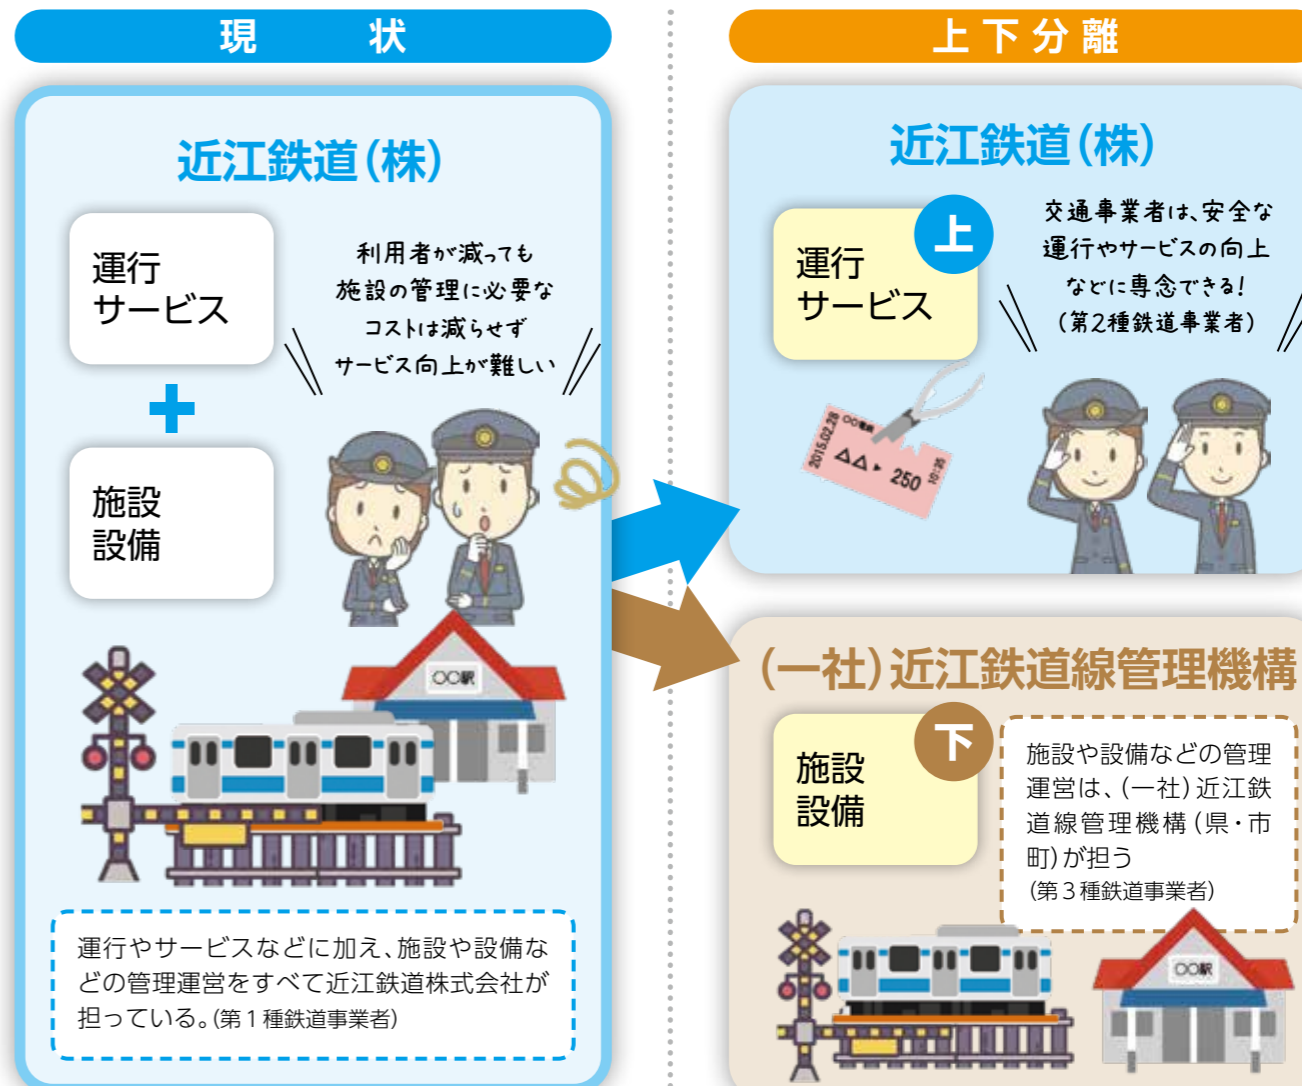 現 状
近江鉄道(株)
運行
サービス
利用者が減っても
施設の管理に必要な
コストは減らせず
サービス向上が難しい
施設
設備
○○駅
運行やサービスなどに加え、施設や設備な
どの管理運営をすべて近江鉄道株式会社が
担っている。(第1種鉄道事業者)
上下分離
近江鉄道(株)
運行
サービス
上
交通事業者は、安全な
運行やサービスの向上
などに専念できる!
(第2種鉄道事業者)
2015.02.28
○○電鉄
△△▶ 250
10:35
(一社)近江鉄道線管理機構
施設
設備
下
施設や設備などの管理
運営は、(一社)近江鉄
道線管理機構(県・市
町)が担う
(第3種鉄道事業者)
○○駅